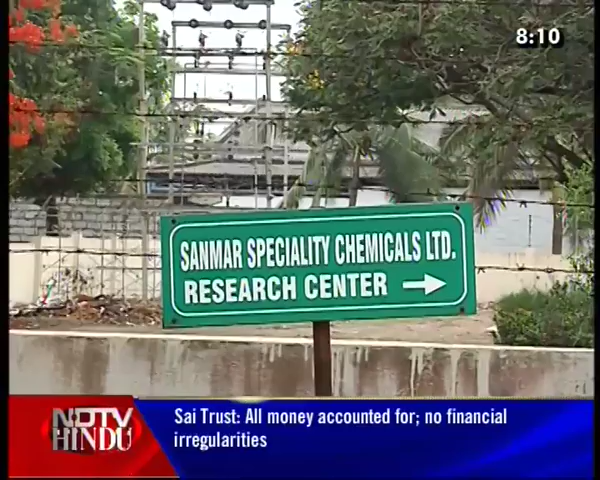 8:10
SANMAR SPECIALITY CHEMICALS LTD.
RESEARCH CENTER
NDTV
HINDU
Sai Trust: All money accounted for; no financial
irregularities